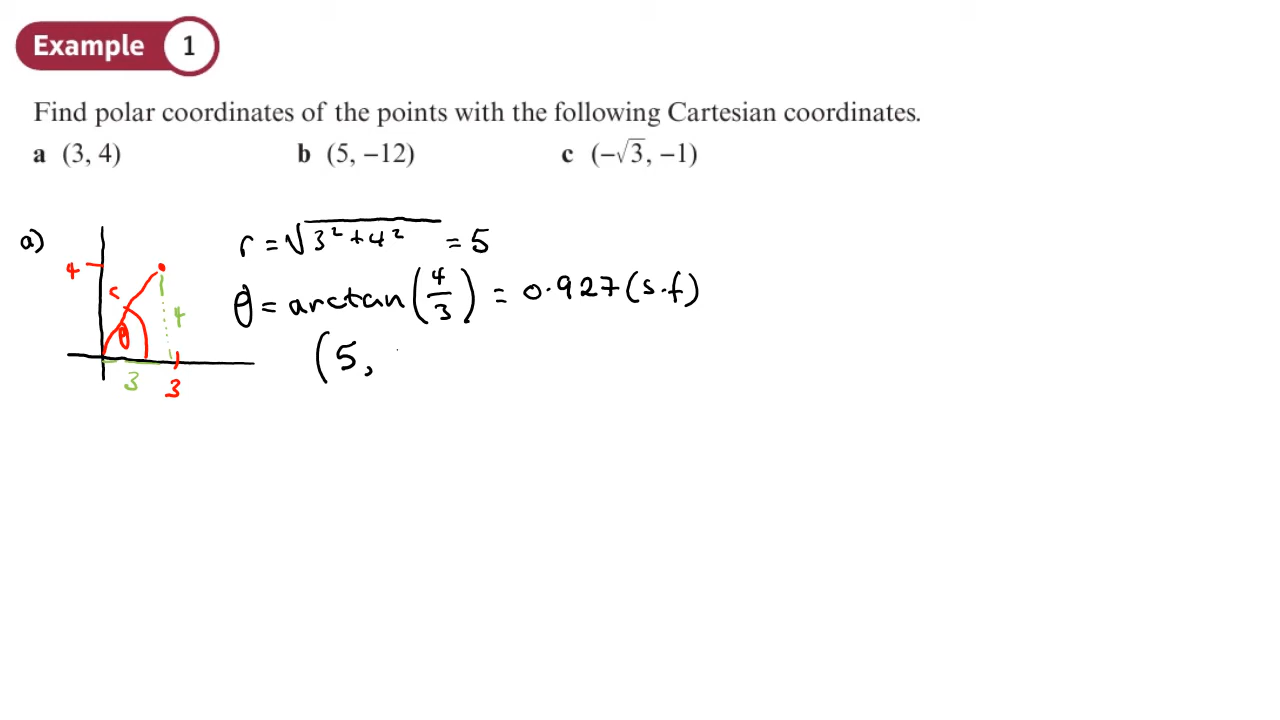 Example 1
Find polar coordinates of the points with the following Cartesian coordinates.
a (3, 4) b (5, −12) c (−√3, −1)
a)
r = √3² + 4² = 5
θ = arctan(4/3) = 0.927 (s.f)
(5,
4
r
θ
4
3
3